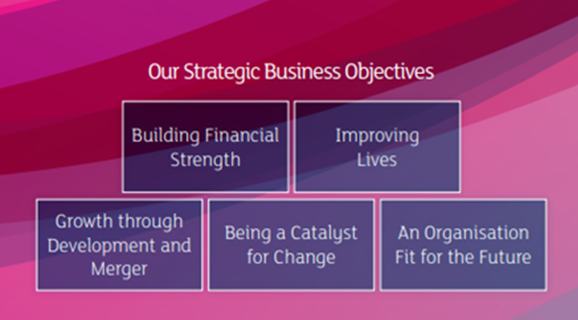 Our Strategic Business Objectives
Building Financial
Strength
Improving
Lives
Growth through
Development and
Merger
Being a Catalyst
for Change
An Organisation
Fit for the Future